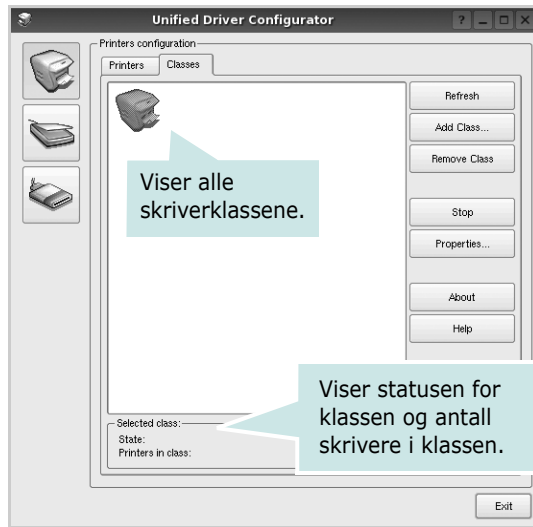 Unified Driver Configurator
Printers configuration
Printers Classes
Refresh
Add Class...
Remove Class
Viser alle
skriverklassene.
Stop
Properties...
About
Help
Viser statusen for
klassen og antall
skrivere i klassen.
Selected class:
State:
Printers in class:
Exit